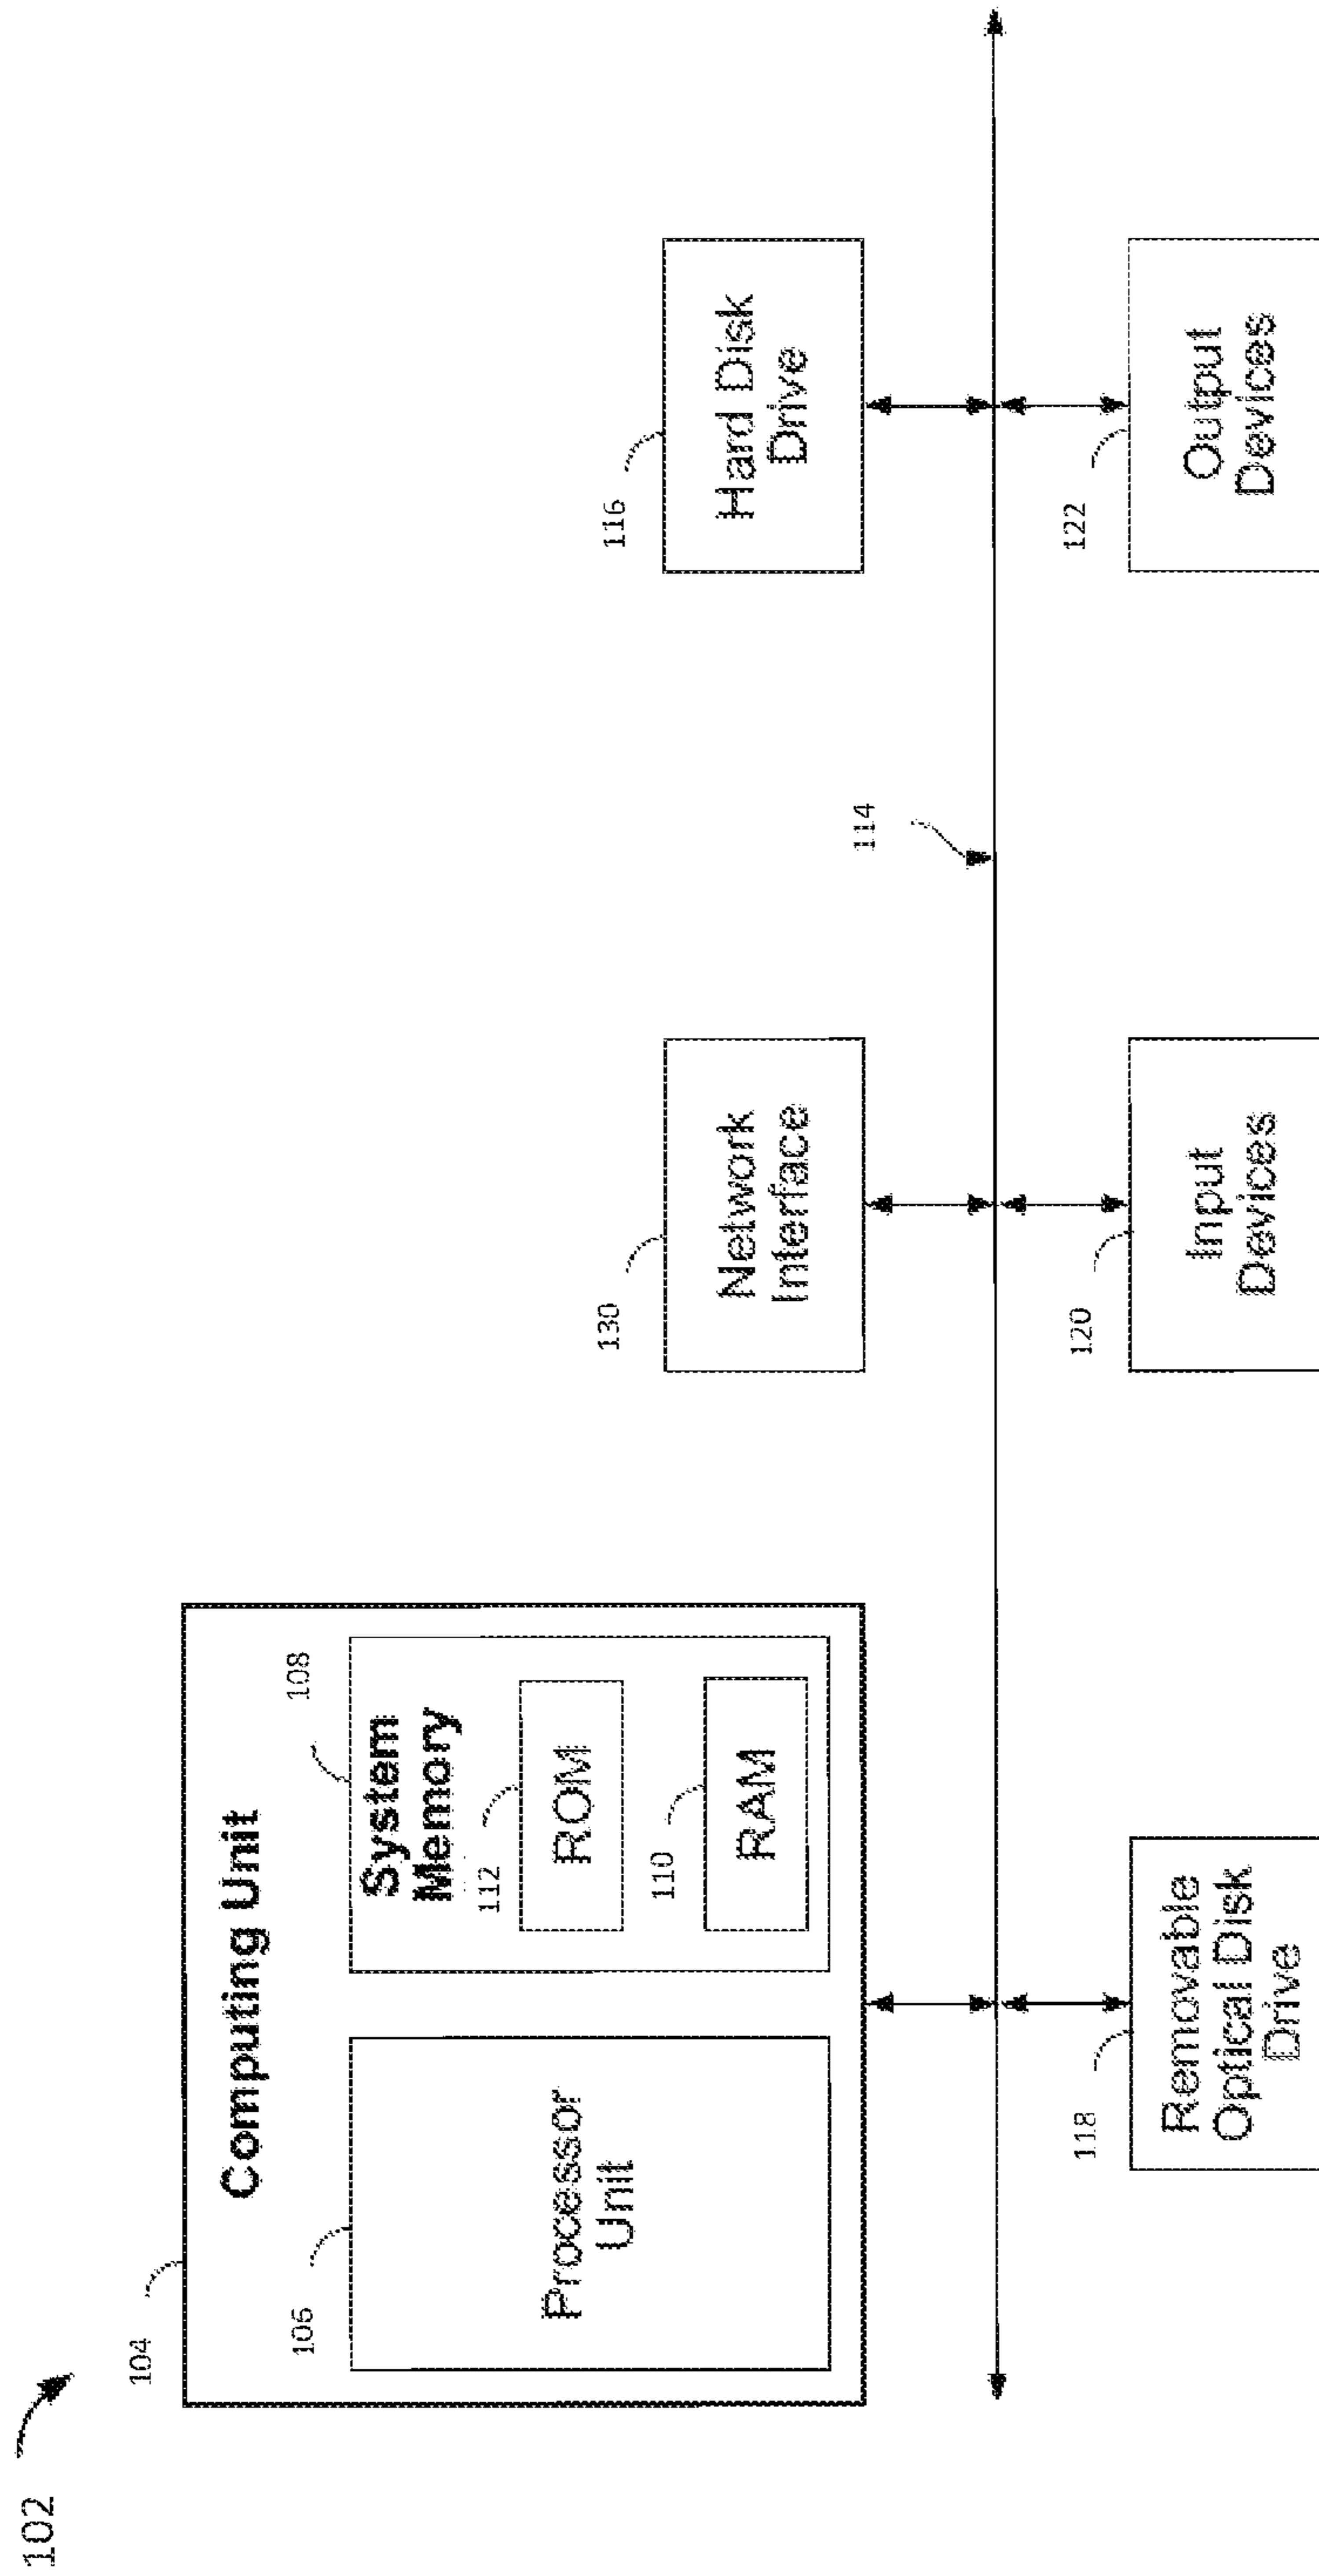 102
104
Computing Unit
106
Processor
Unit
108
System
Memory
112
ROM
110
RAM
130
Network
Interface
116
Hard Disk
Drive
114
118
Removable
Optical Disk
Drive
120
Input
Devices
122
Output
Devices